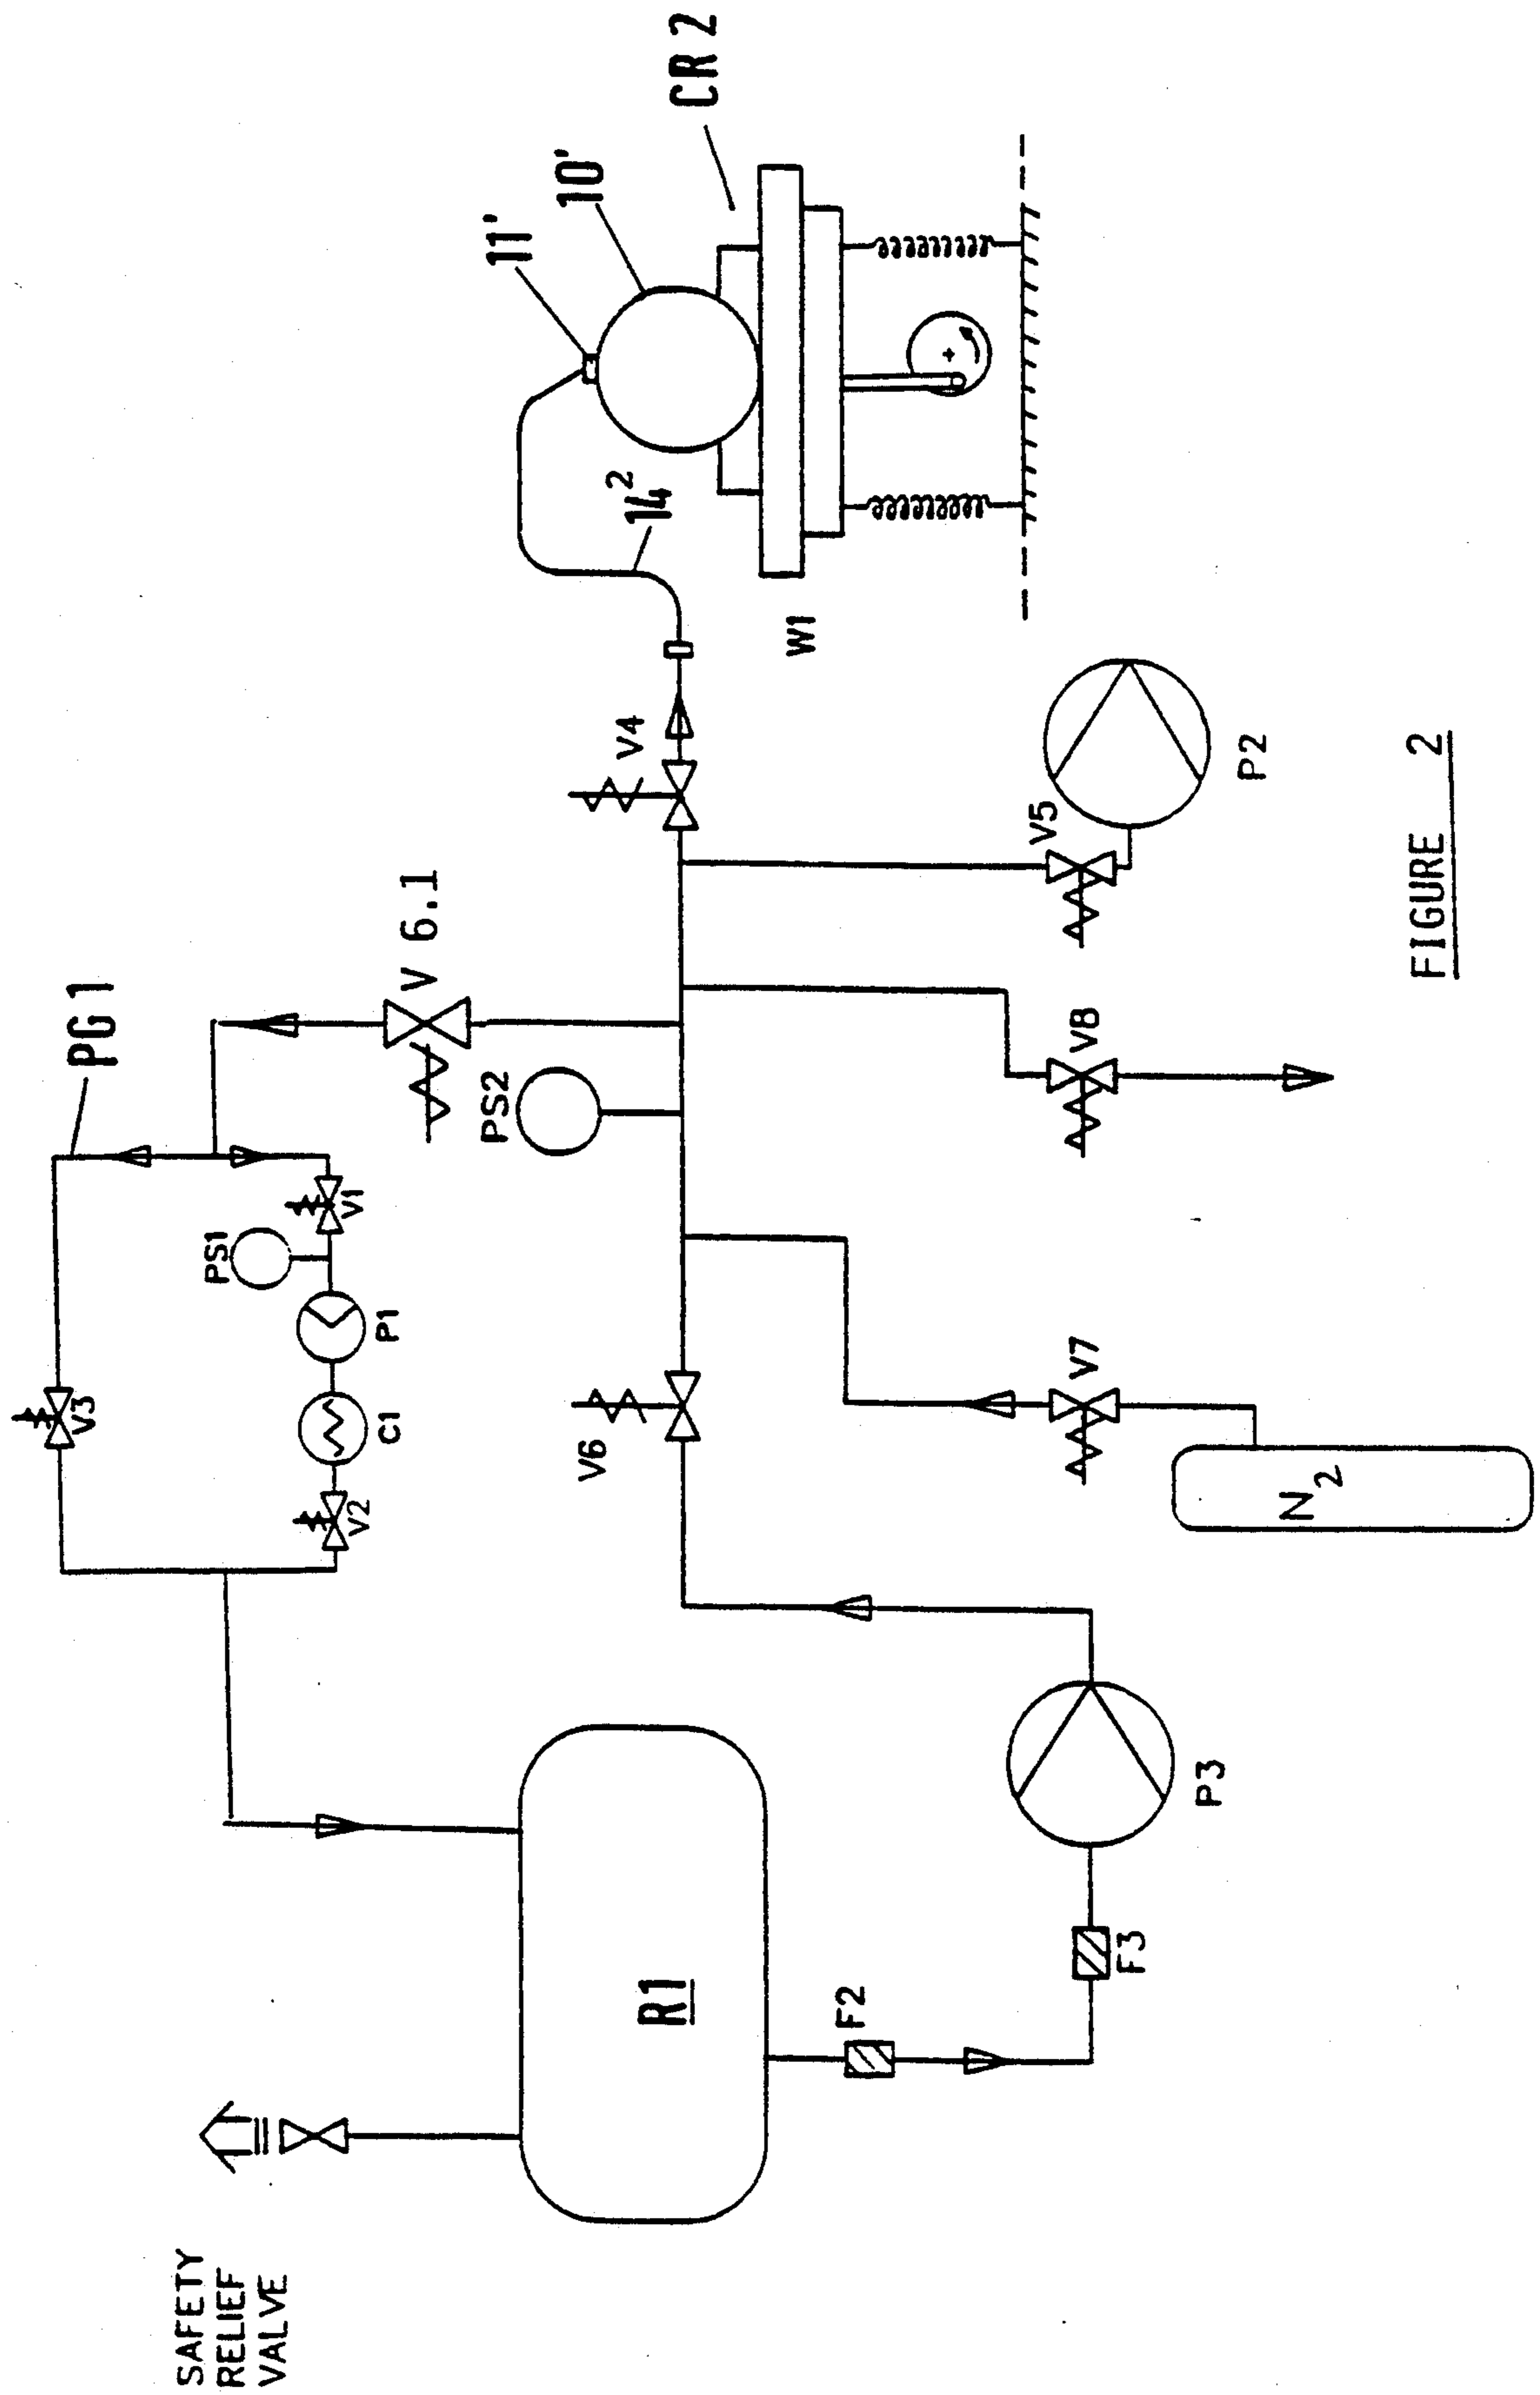 SAFETY
RELIEF
VALVE
PG 1
V3
PS1
V1
V2
C1
P1
V 6.1
PS2
11'
10'
CR 2
V6
V4
14²
R1
W1
F2
V7
V8
V5
F3
P3
N2
P2
FIGURE 2